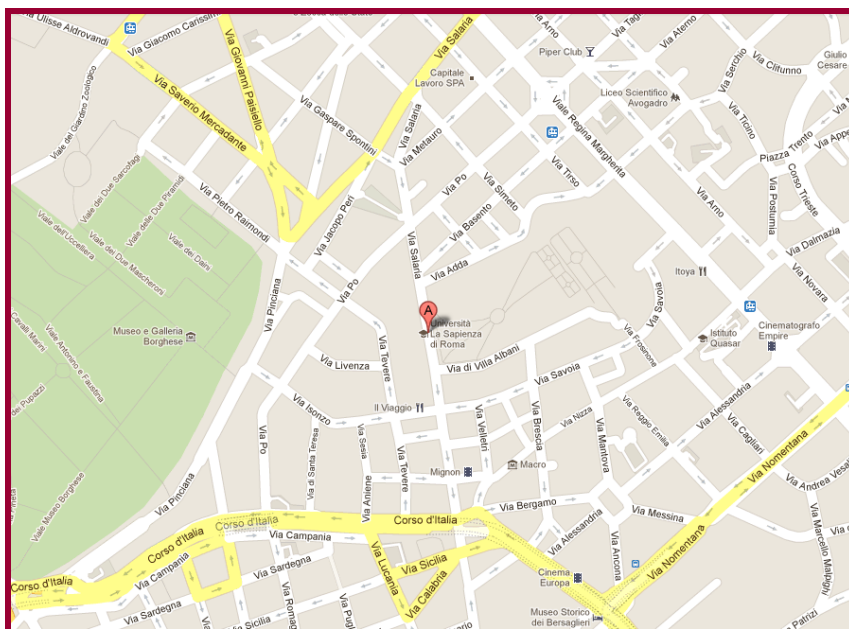 Via Ulisse Aldrovandi
Via Giacomo Carissimi
Via Giovanni Paisiello
Via Salaria
Via Arno
Via Aterno
Piper Club
Via Serchio
Via Clitunno
Giulio
Cesare
Capitale
Lavoro SPA
Liceo Scientifico
Avogadro
Viale del Giardino Zoologico
Via Saverio Mercadante
Via Gaspare Spontini
Via Salaria
Via Metauro
Viale Regina Margherita
Via Ticino
Piazza Trento
Corso Trieste
Via Postumia
Viale dei Due Sarcofagi
Viale delle Due Piramidi
Viale dell'Uccelliera
Viale dei Due Mascheroni
Viale dei Daini
Via Pietro Raimondi
Via Jacopo Peri
Via Po
Via Simeto
Via Tirso
Via Basento
Via Arno
Via Salaria
Via Adda
Via Dalmazia
Via Novara
Itoya
Via Savoia
Via Pinciana
Via Po
A
Università
La Sapienza
di Roma
Museo e Galleria
Borghese
Cavalli Marini
Viale Antonino e Faustina
dei Pupazzi
Via Tevere
Via Livenza
Via di Villa Albani
Via Frosinone
Istituto
Quasar
Cinematografo
Empire
Via Savoia
Via Isonzo
Il Viaggio
Via Nizza
Via Alessandria
Via Reggio Emilia
Via Cagliari
Via Nomentana
Via Po
Via di Santa Teresa
Via Sesia
Via Tevere
Via Velletri
Via Brescia
Via Mantova
Mignon
Macro
Via Aniene
Via Pinciana
Viale Museo Borghese
Pineta
Via Bergamo
Via Messina
Via Andrea Vesalio
Via Marcello Malpighi
Corso d'Italia
Corso d'Italia
Corso d'Italia
Corso d'Italia
Via Campania
Via Campania
Via Alessandria
Via Ancona
Via Nomentana
Via Sardegna
Via Sardegna
Via Sicilia
Via Sicilia
Via Lucania
Via Calabria
Cinema
Europa
Museo Storico
dei Bersaglieri